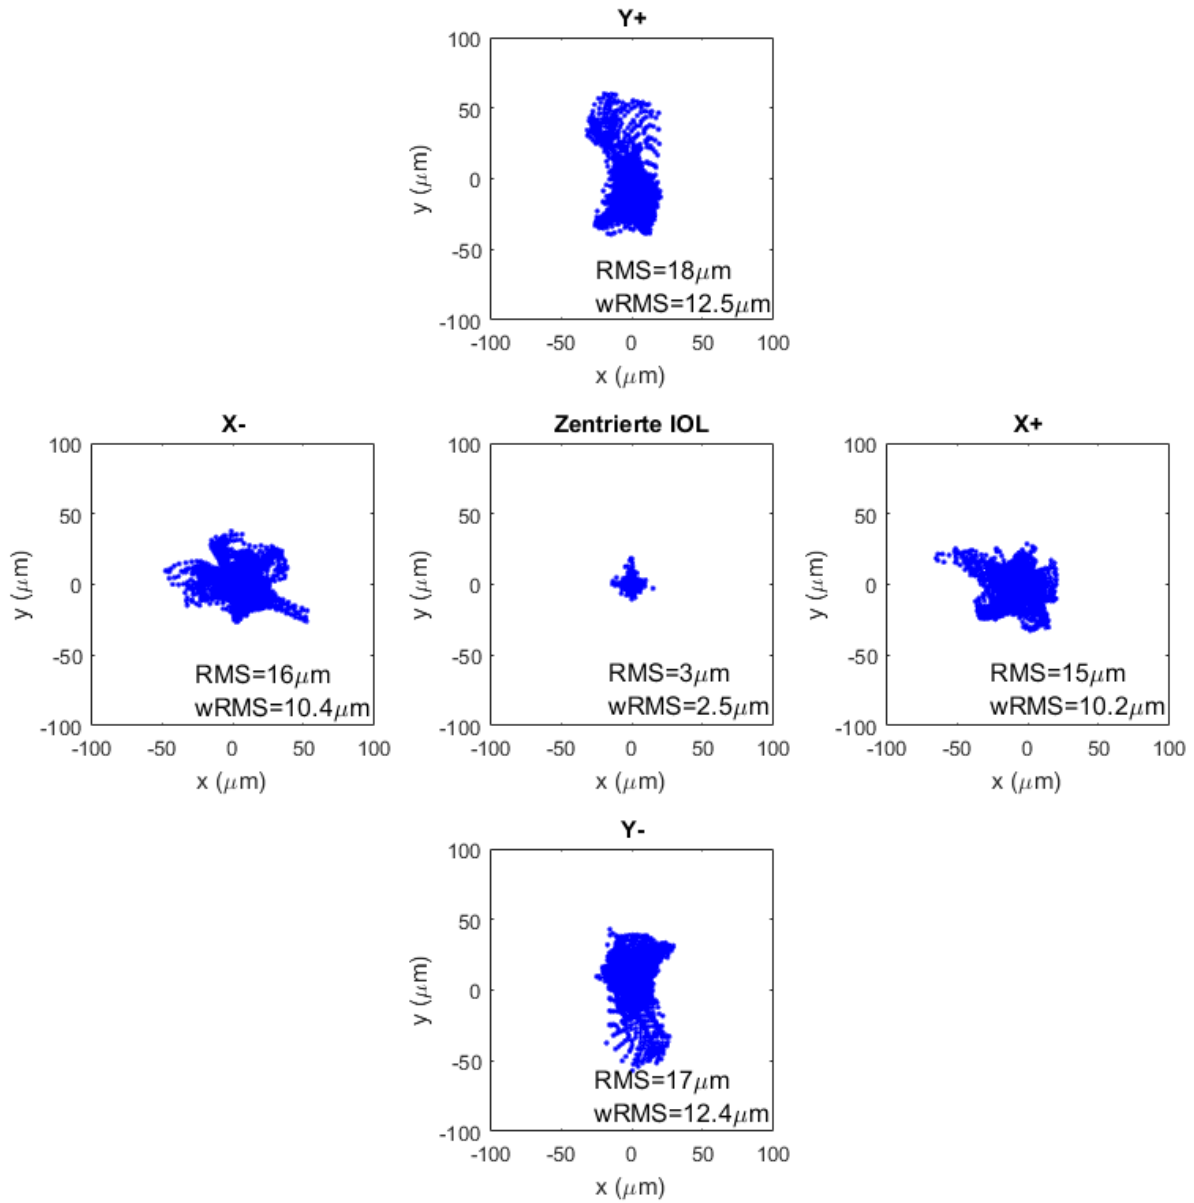 Y+
100
50
0
-50
-100
y (μm)
RMS=18μm
wRMS=12.5μm
-100 -50 0 50 100
x (μm)
X-
100
50
0
-50
-100
y (μm)
RMS=16μm
wRMS=10.4μm
-100 -50 0 50 100
x (μm)
Zentrierte IOL
100
50
0
-50
-100
y (μm)
RMS=3μm
wRMS=2.5μm
-100 -50 0 50 100
x (μm)
X+
100
50
0
-50
-100
y (μm)
RMS=15μm
wRMS=10.2μm
-100 -50 0 50 100
x (μm)
Y-
100
50
0
-50
-100
y (μm)
RMS=17μm
wRMS=12.4μm
-100 -50 0 50 100
x (μm)